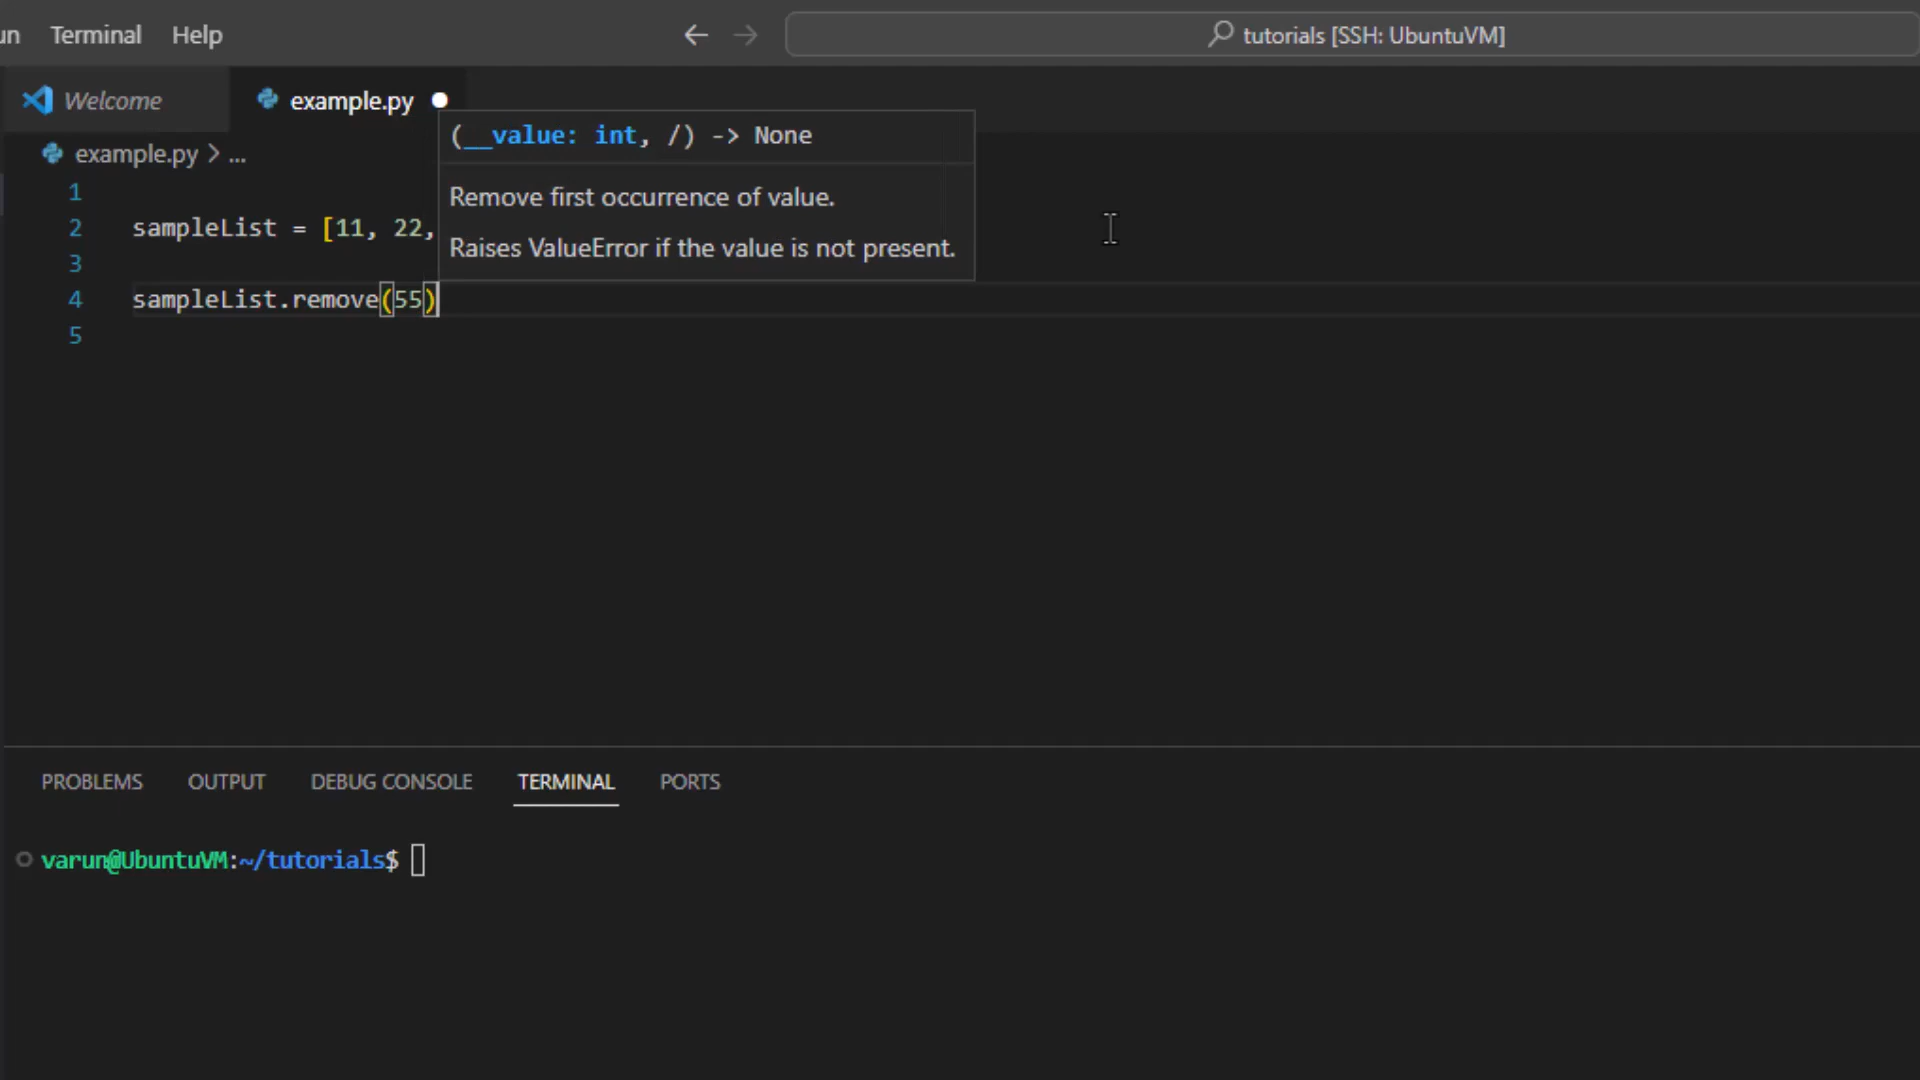 un Terminal Help
tutorials [SSH: UbuntuVM]
Welcome
example.py
example.py > ...
(__value: int, /) -> None
Remove first occurrence of value.
Raises ValueError if the value is not present.
1
2 sampleList = [11, 22,
3
4 sampleList.remove(55)
5
PROBLEMS OUTPUT DEBUG CONSOLE TERMINAL PORTS
varun@UbuntuVM:~/tutorials$